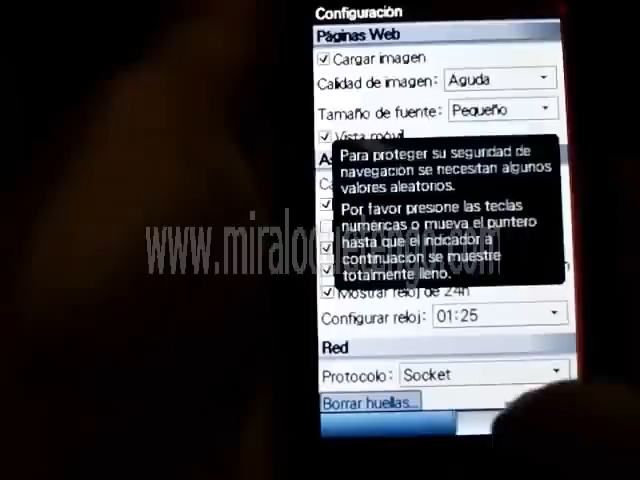 Configuración
Páginas Web
Cargar imagen
Calidad de imagen: Aguda
Tamaño de fuente: Pequeño
Vista móvil
Para proteger su seguridad de
navegación se necesitan algunos
valores aleatorios.
Por favor presione las teclas
numéricas o mueva el puntero
hasta que el indicador a
continuación se muestre
totalmente lleno.
Mostrar reloj de 24h
Configurar reloj: 01:25
Red
Protocolo: Socket
Borrar huellas...